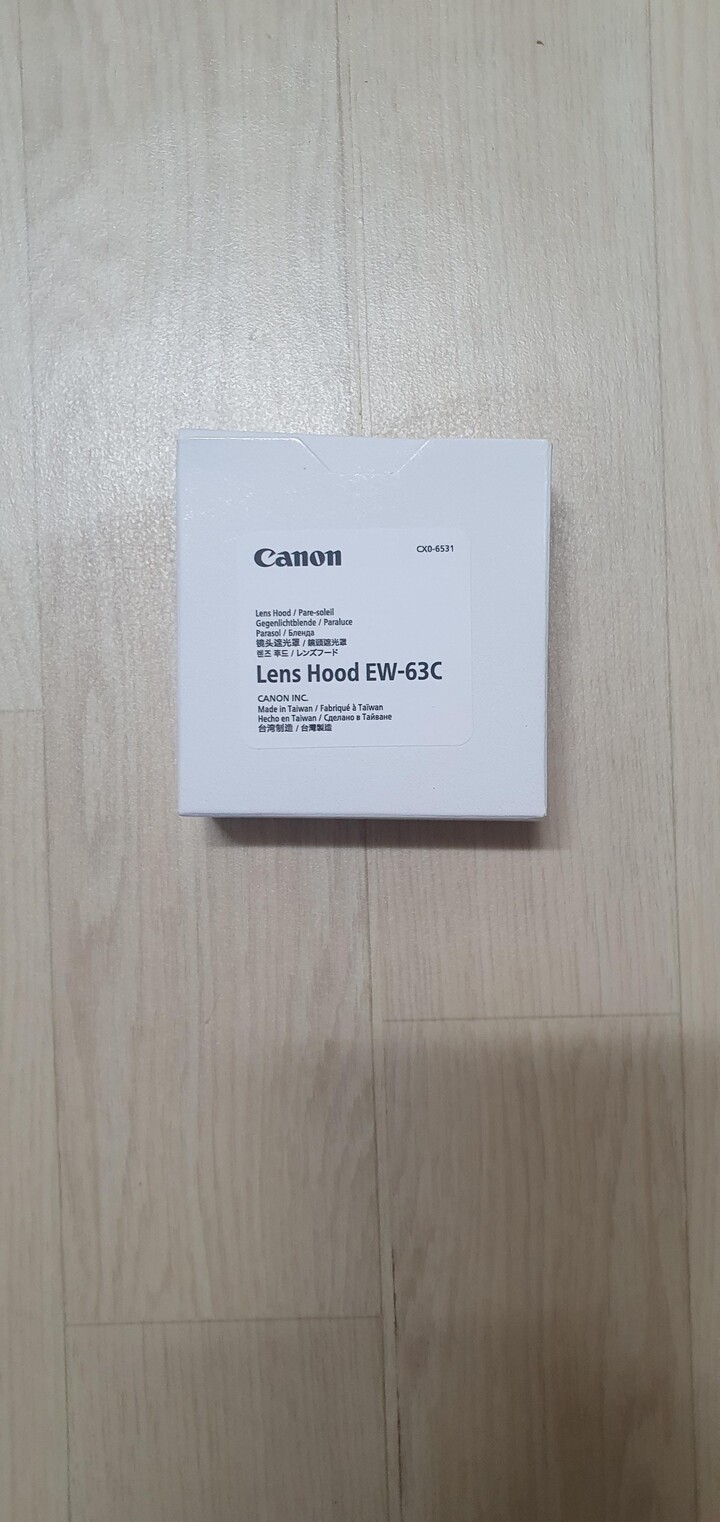 Canon
CX0-6531
Lens Hood / Pare-soleil
Gegenlichtblende / Paraluce
Parasol / Бленда
镜头遮光罩 / 鏡頭遮光罩
렌즈 후드 / レンズフード
Lens Hood EW-63C
CANON INC.
Made in Taiwan / Fabriqué à Taïwan
Hecho en Taiwan / Сделано в Тайване
台湾制造 / 台灣製造